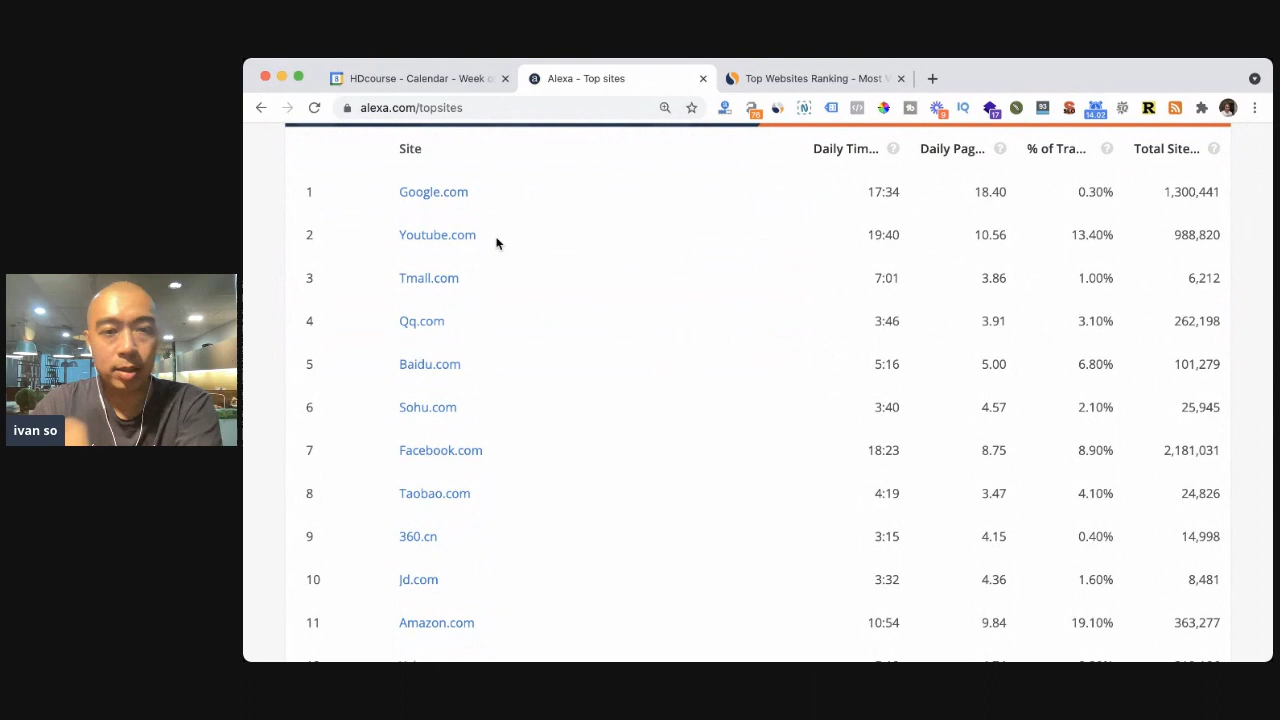 HDcourse - Calendar - Week o
Alexa - Top sites
Top Websites Ranking - Most V
alexa.com/topsites
76
9
IQ
17
93
14.02
R
Site
Daily Tim...
Daily Pag...
% of Tra...
Total Site...
1 Google.com 17:34 18.40 0.30% 1,300,441
2 Youtube.com 19:40 10.56 13.40% 988,820
3 Tmall.com 7:01 3.86 1.00% 6,212
4 Qq.com 3:46 3.91 3.10% 262,198
5 Baidu.com 5:16 5.00 6.80% 101,279
6 Sohu.com 3:40 4.57 2.10% 25,945
7 Facebook.com 18:23 8.75 8.90% 2,181,031
8 Taobao.com 4:19 3.47 4.10% 24,826
9 360.cn 3:15 4.15 0.40% 14,998
10 Jd.com 3:32 4.36 1.60% 8,481
11 Amazon.com 10:54 9.84 19.10% 363,277
ivan so